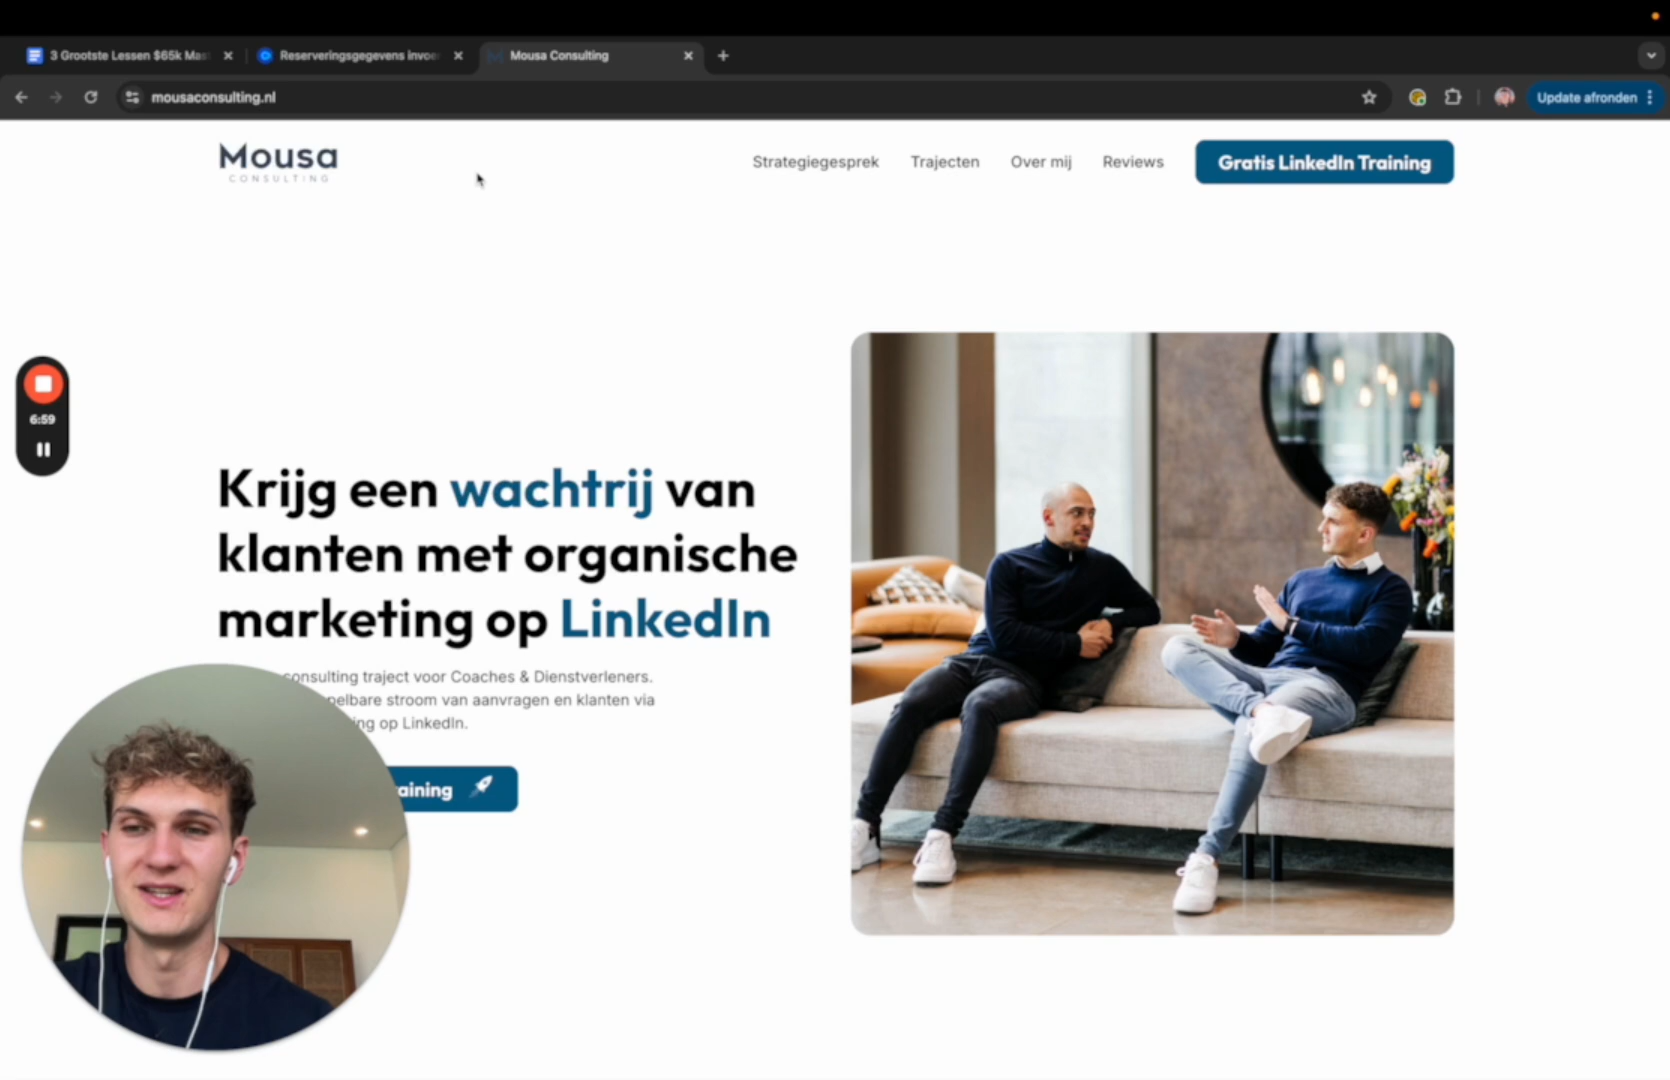 3 Grootste Lessen $65k Mas
Reserveringsgegevens invoe
Mousa Consulting
mousaconsulting.nl
Update afronden
Mousa
CONSULTING
Strategiegesprek
Trajecten
Over mij
Reviews
Gratis LinkedIn Training
6:59
Krijg een wachtrij van
klanten met organische
marketing op LinkedIn
consulting traject voor Coaches & Dienstverleners.
pelbare stroom van aanvragen en klanten via
ing op LinkedIn.
aining